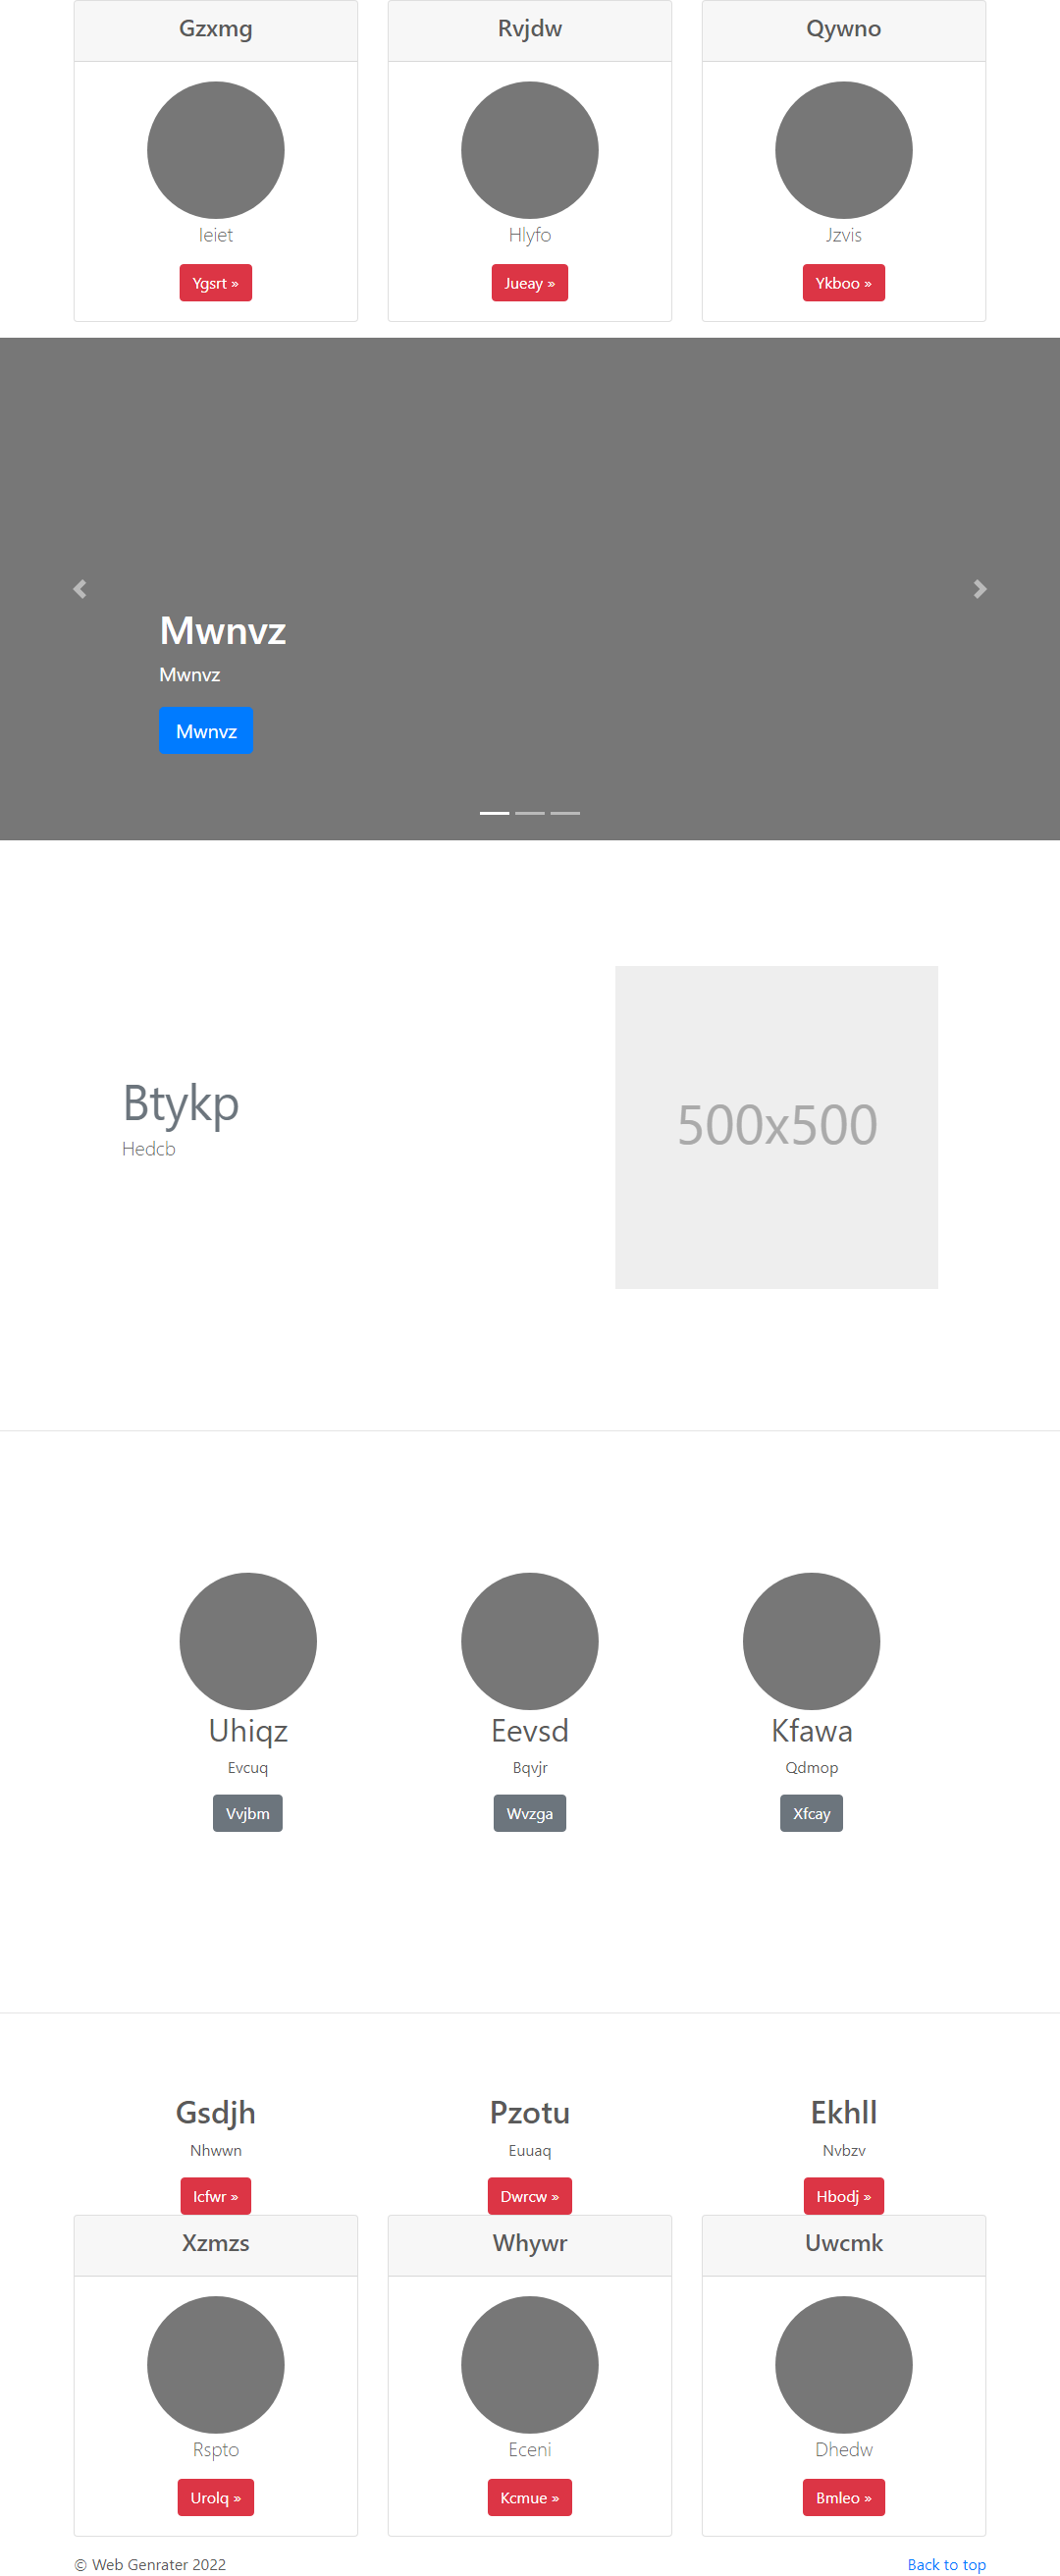 Gzxmg Rvjdw Qywno
Ieiet Hlyfo Jzvis
Ygsrt » Jueay » Ykboo »
Mwnvz
Mwnvz
Mwnvz
Btykp
Hedcb
500x500
Uhiqz Eevsd Kfawa
Evcuq Bqvjr Qdmop
Vvjbm Wvzga Xfcay
Gsdjh Pzotu Ekhll
Nhwwn Euuaq Nvbzv
Icfwr » Dwrcw » Hbodj »
Xzmzs Whywr Uwcmk
Rspto Eceni Dhedw
Urolq » Kcmue » Bmleo »
© Web Genrater 2022 Back to top